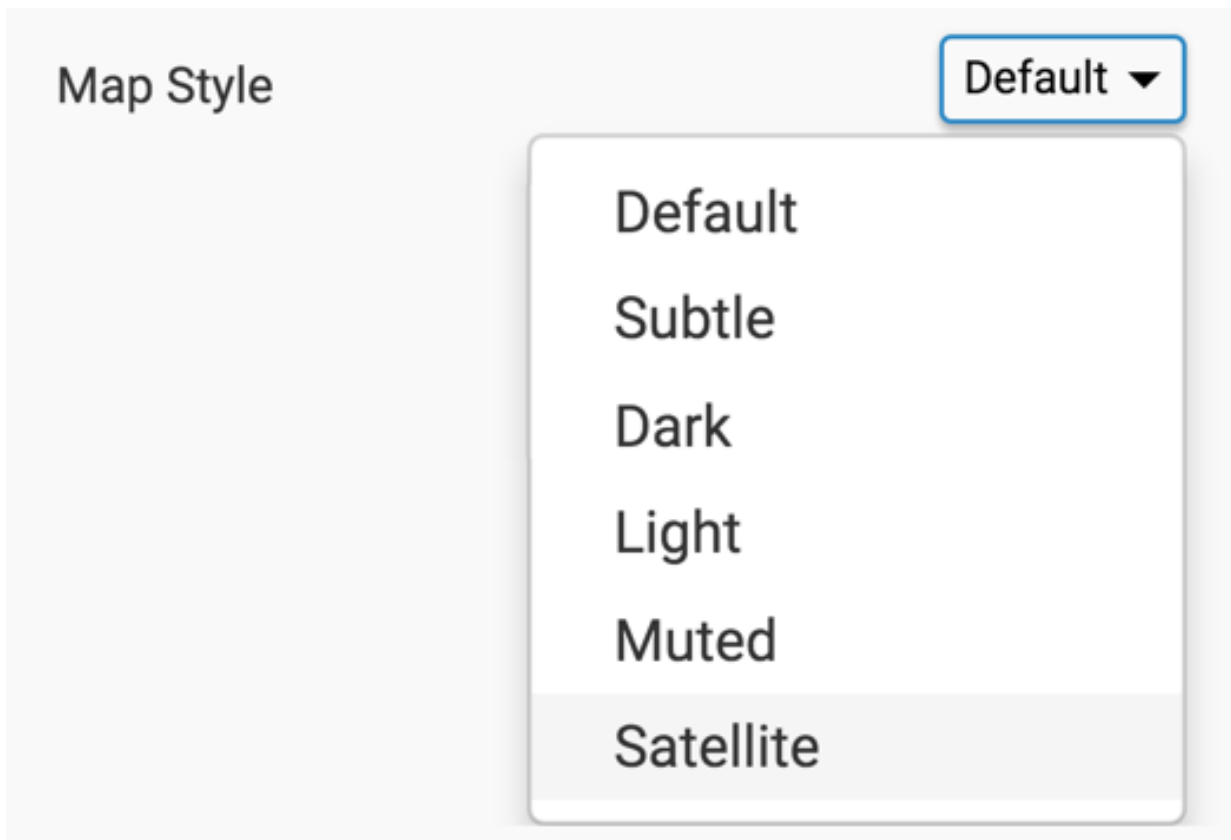 Map Style
Default
Default
Subtle
Dark
Light
Muted
Satellite